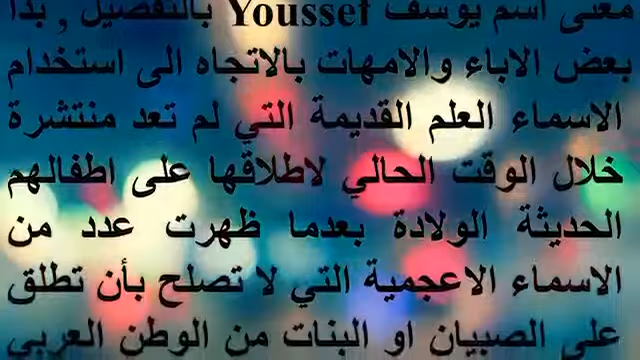 معنى اسم يوسف Youssef بالتفصيل , بدأ
بعض الاباء والامهات بالاتجاه الى استخدام
الاسماء العلم القديمة التي لم تعد منتشرة
خلال الوقت الحالي لاطلاقها على اطفالهم
الحديثة الولادة بعدما ظهرت عدد من
الاسماء الاعجمية التي لا تصلح بأن تطلق
على الصبيان او البنات من الوطن العربي